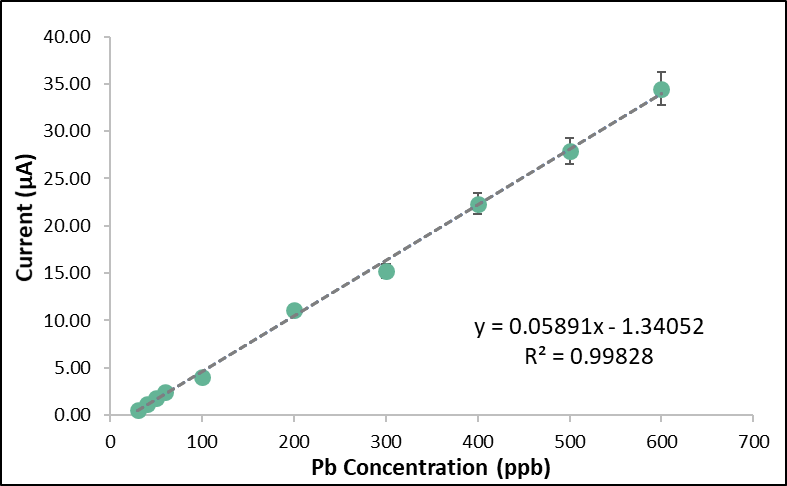 40.00
35.00
30.00
25.00
20.00
15.00
10.00
5.00
0.00
Current (µA)
y = 0.05891x - 1.34052
R² = 0.99828
0 100 200 300 400 500 600 700
Pb Concentration (ppb)